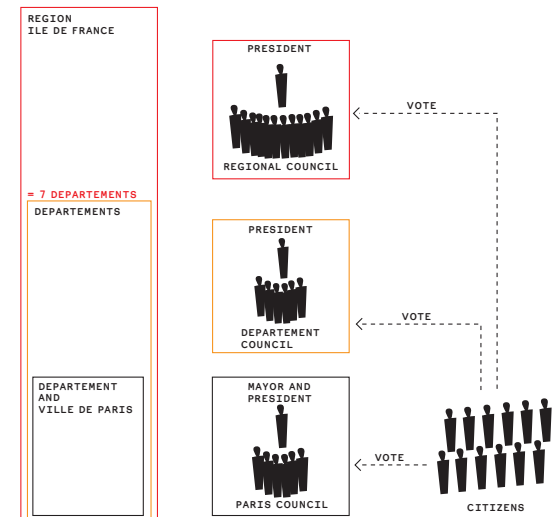 REGION
ILE DE FRANCE
= 7 DEPARTEMENTS
DEPARTEMENTS
DEPARTEMENT
AND
VILLE DE PARIS
PRESIDENT
REGIONAL COUNCIL
VOTE
PRESIDENT
DEPARTEMENT
COUNCIL
VOTE
MAYOR AND
PRESIDENT
PARIS COUNCIL
VOTE
CITIZENS